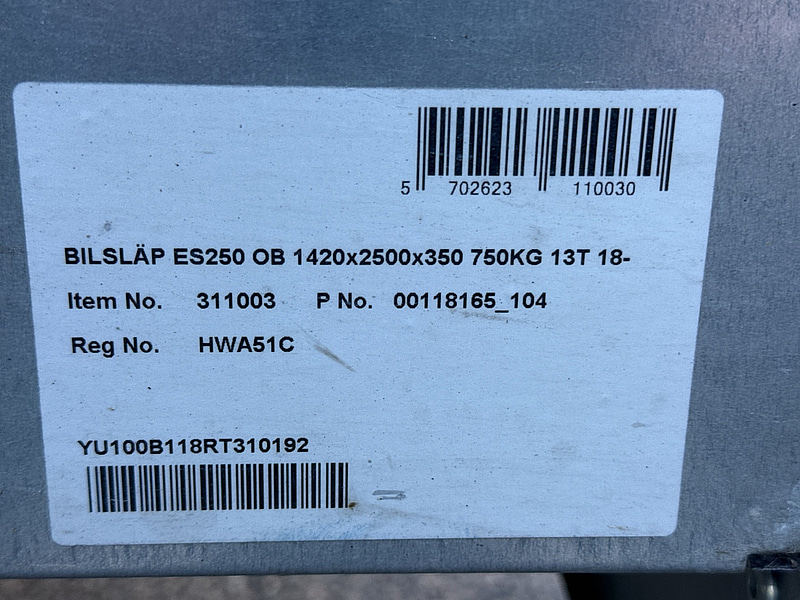 5 702623 110030
BILSLÄP ES250 OB 1420x2500x350 750KG 13T 18-
Item No. 311003 P No. 00118165_104
Reg No. HWA51C
YU100B118RT310192